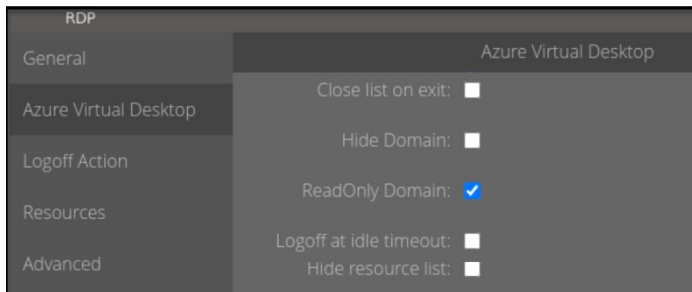 RDP
General
Azure Virtual Desktop
Logoff Action
Resources
Advanced
Azure Virtual Desktop
Close list on exit:
Hide Domain:
ReadOnly Domain:
Logoff at idle timeout:
Hide resource list: